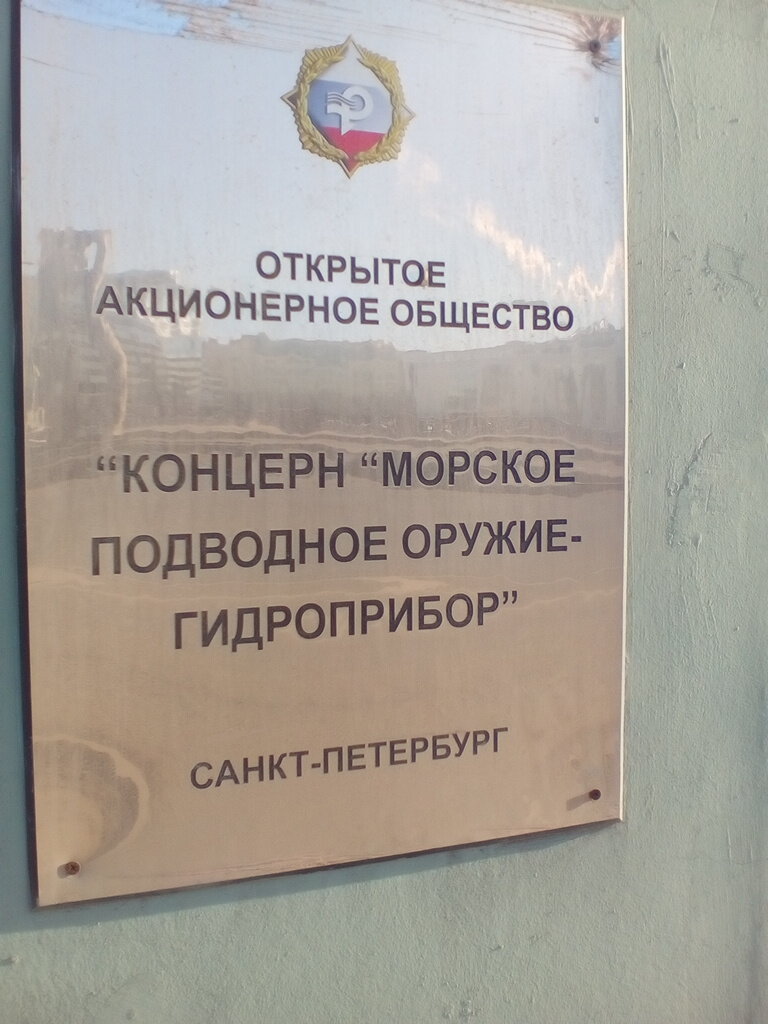 ОТКРЫТОЕ
АКЦИОНЕРНОЕ ОБЩЕСТВО
“КОНЦЕРН “МОРСКОЕ
ПОДВОДНОЕ ОРУЖИЕ-
ГИДРОПРИБОР”
САНКТ-ПЕТЕРБУРГ